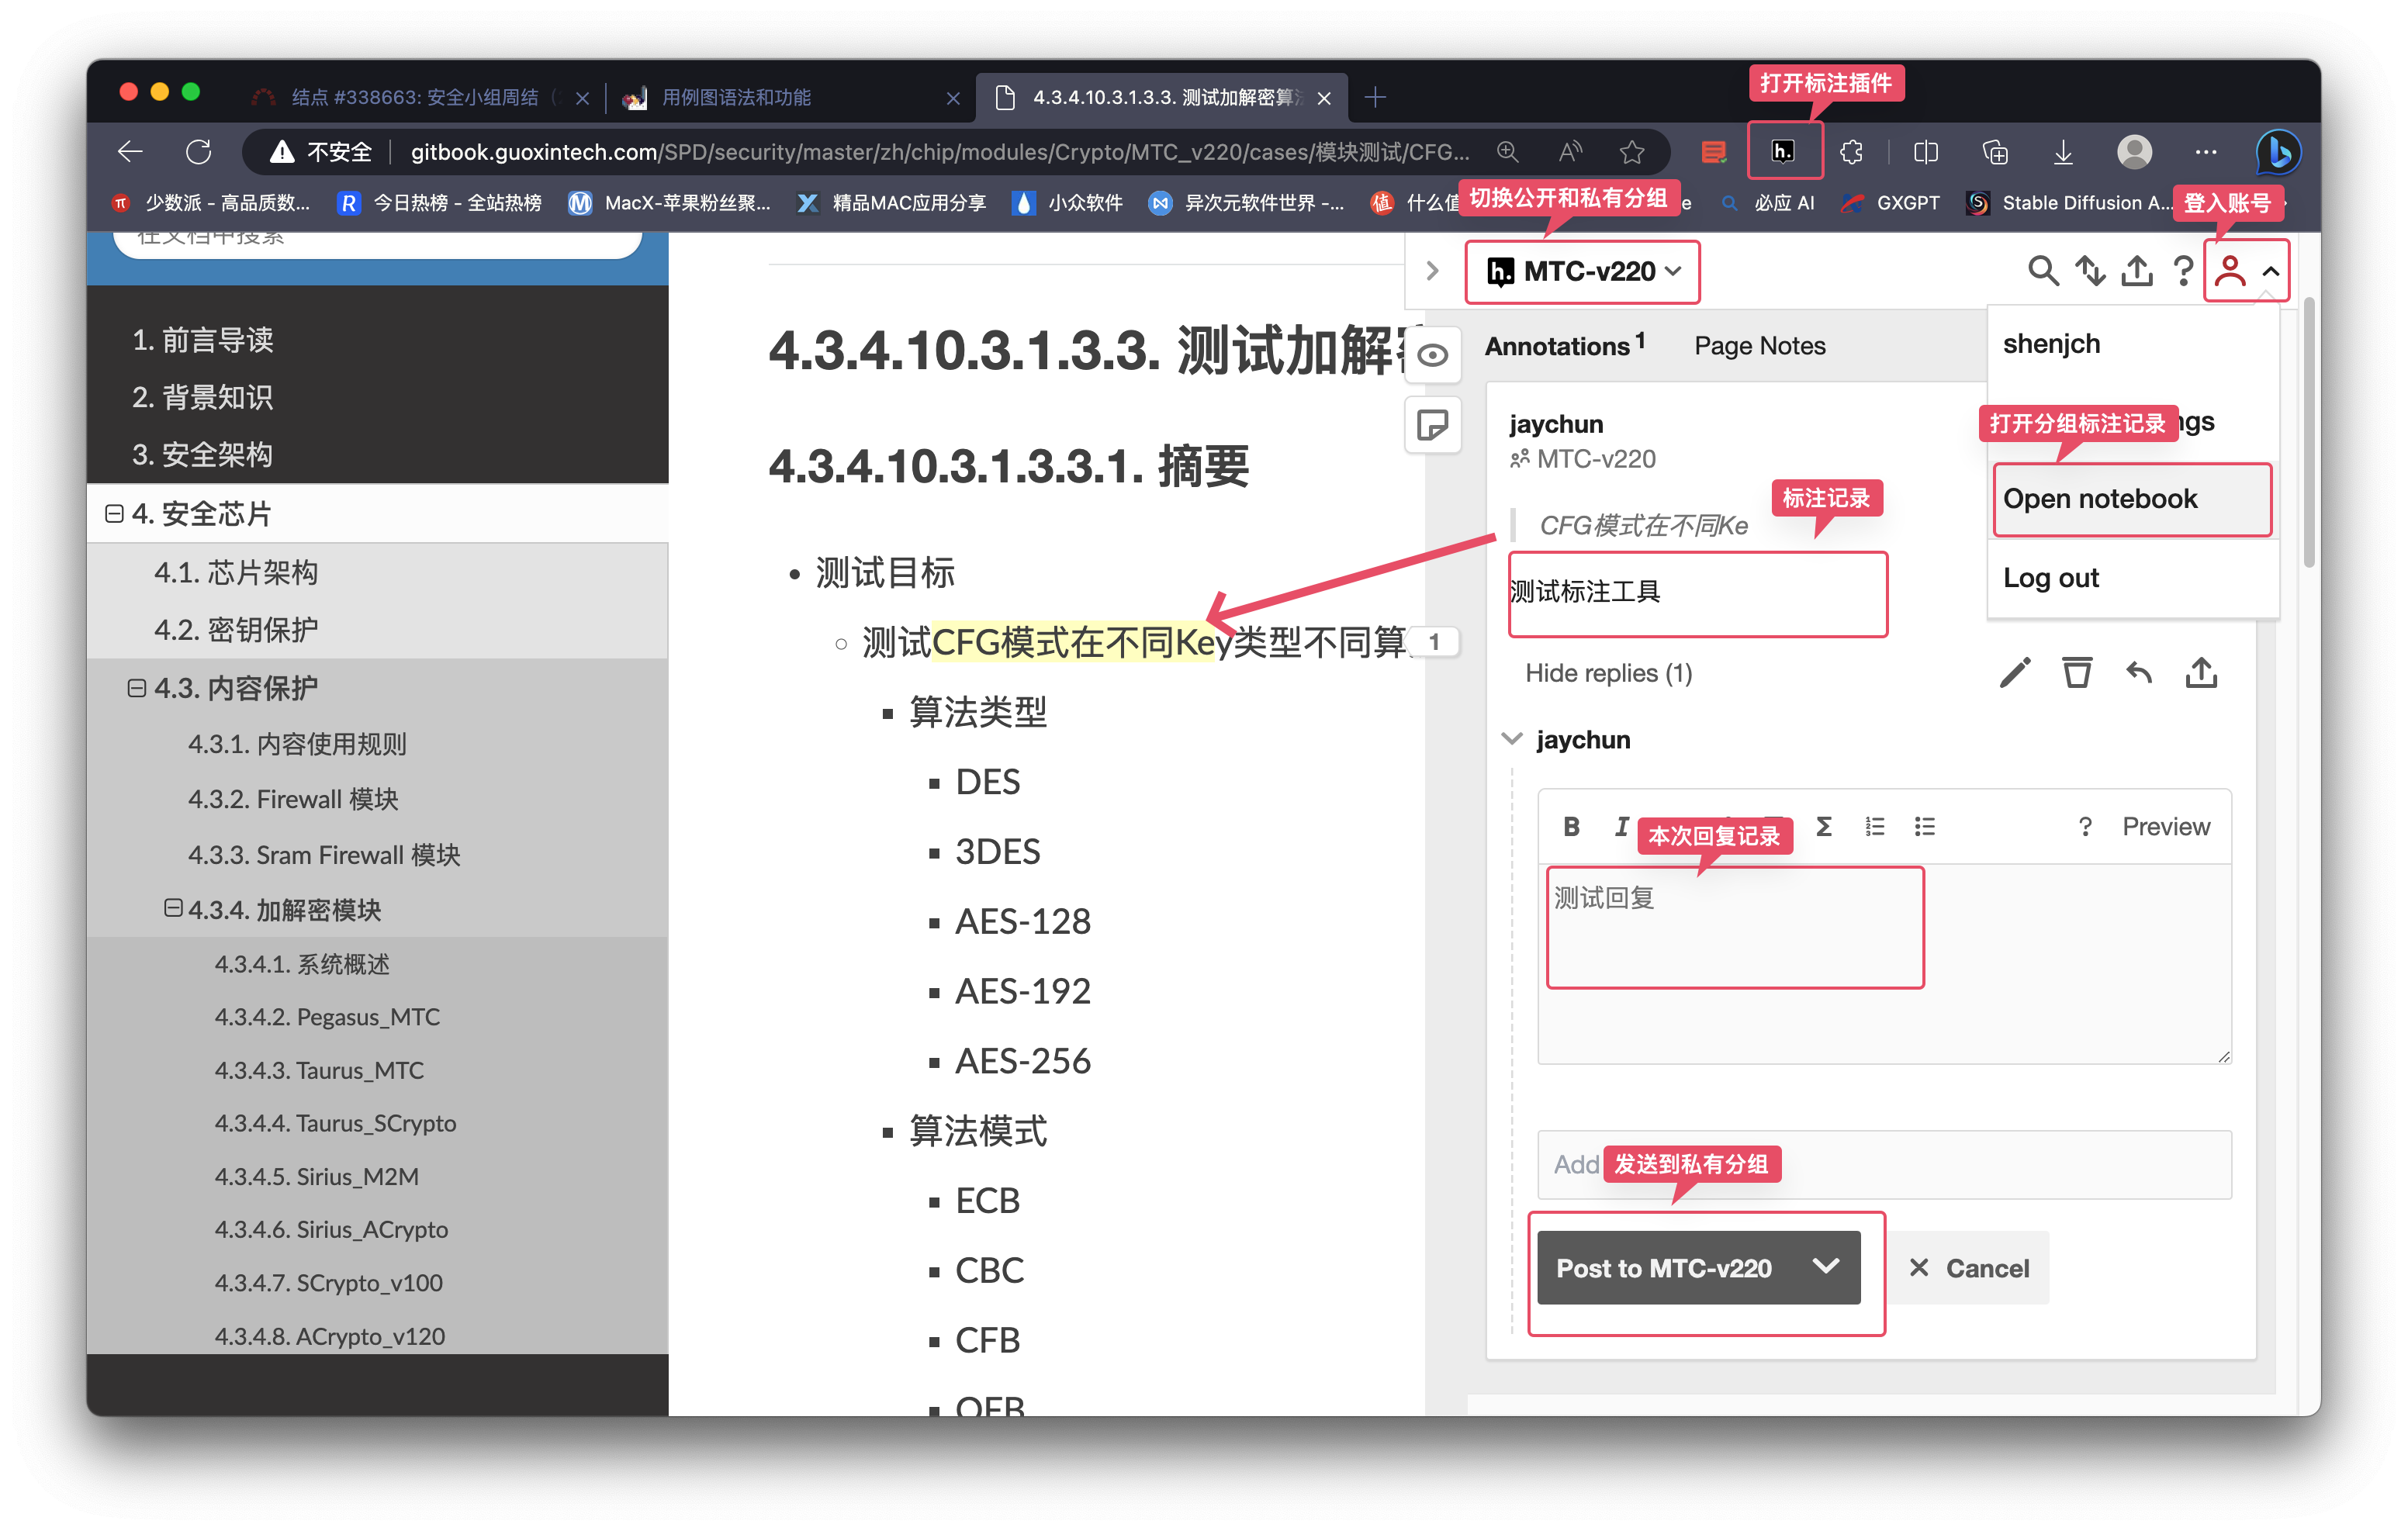 打开标注插件
结点 #338663: 安全小组周结
用例图语法和功能
4.3.4.10.3.1.3.3. 测试加解密算
不安全
gitbook.guoxintech.com/SPD/security/master/zh/chip/modules/Crypto/MTC_v220/cases/模块测试/CFG...
h.
少数派 - 高品质数...
今日热榜 - 全站热榜
MacX-苹果粉丝聚...
精品MAC应用分享
小众软件
异次元软件世界 -...
值 什么值
切换公开和私有分组
e
必应 AI
GXGPT
Stable Diffusion A...
登入账号
在文档中搜索
1. 前言导读
2. 背景知识
3. 安全架构
4. 安全芯片
4.1. 芯片架构
4.2. 密钥保护
4.3. 内容保护
4.3.1. 内容使用规则
4.3.2. Firewall 模块
4.3.3. Sram Firewall 模块
4.3.4. 加解密模块
4.3.4.1. 系统概述
4.3.4.2. Pegasus_MTC
4.3.4.3. Taurus_MTC
4.3.4.4. Taurus_SCrypto
4.3.4.5. Sirius_M2M
4.3.4.6. Sirius_ACrypto
4.3.4.7. SCrypto_v100
4.3.4.8. ACrypto_v120
4.3.4.10.3.1.3.3. 测试加解密
4.3.4.10.3.1.3.3.1. 摘要
测试目标
测试CFG模式在不同Key类型不同算
1
算法类型
DES
3DES
AES-128
AES-192
AES-256
算法模式
ECB
CBC
CFB
OFB
h. MTC-v220
Annotations 1
Page Notes
jaychun
MTC-v220
CFG模式在不同Ke
标注记录
测试标注工具
Hide replies (1)
jaychun
B I
Σ
? Preview
本次回复记录
测试回复
Add
发送到私有分组
Post to MTC-v220
Cancel
shenjch
打开分组标注记录
ngs
Open notebook
Log out